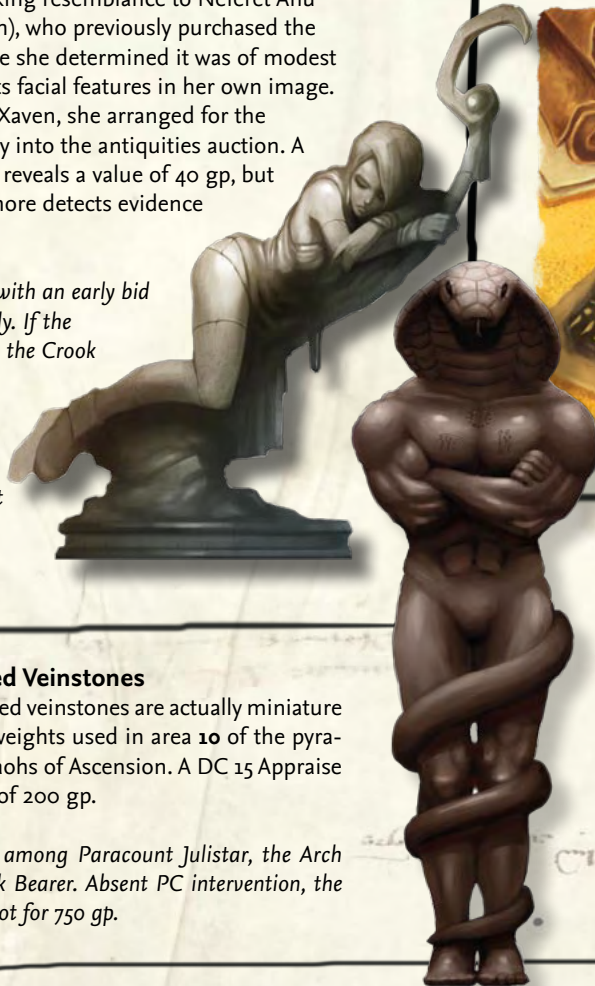 king resemblance to Neferet Anu
), who previously purchased the
e she determined it was of modest
ts facial features in her own image.
Xaven, she arranged for the
y into the antiquities auction. A
reveals a value of 40 gp, but
more detects evidence
with an early bid
ly. If the
the Crook
ed Veinstones
ed veinstones are actually miniature
weights used in area 10 of the pyra-
aohs of Ascension. A DC 15 Appraise
of 200 gp.
among Paracount Julistar, the Arch
k Bearer. Absent PC intervention, the
ot for 750 gp.